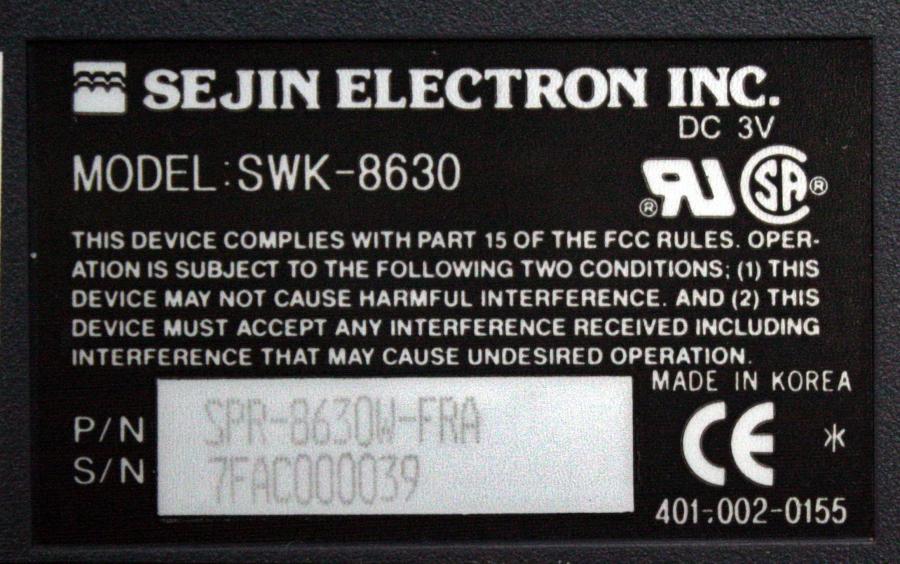 SEJIN ELECTRON INC.
DC 3V
MODEL:SWK-8630
THIS DEVICE COMPLIES WITH PART 15 OF THE FCC RULES. OPER-
ATION IS SUBJECT TO THE FOLLOWING TWO CONDITIONS; (1) THIS
DEVICE MAY NOT CAUSE HARMFUL INTERFERENCE. AND (2) THIS
DEVICE MUST ACCEPT ANY INTERFERENCE RECEIVED INCLUDING
INTERFERENCE THAT MAY CAUSE UNDESIRED OPERATION.
MADE IN KOREA
P/N SPR-8630W-FRA
S/N 7FAC000039
CE *
401-002-0155